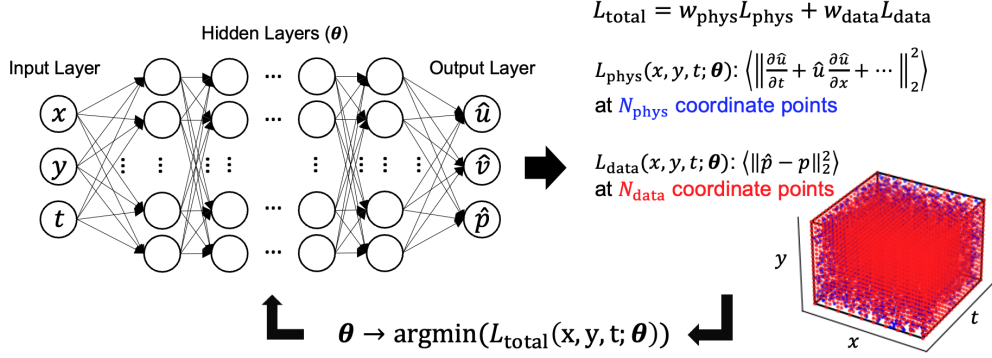 Hidden Layers (𝜽)
Input Layer
Output Layer
x
y
t
...
...
...
...
⋮ ⋮ ⋮ ⋮ ⋮ ⋮
û
v̂
p̂
L_total = w_phys L_phys + w_data L_data
L_phys(x, y, t; 𝜽): ⟨‖∂û/∂t + û ∂û/∂x + ⋯‖₂²⟩
at N_phys coordinate points
L_data(x, y, t; 𝜽): ⟨‖p̂ − p‖₂²⟩
at N_data coordinate points
y
x
t
𝜽 → argmin(L_total(x, y, t; 𝜽))